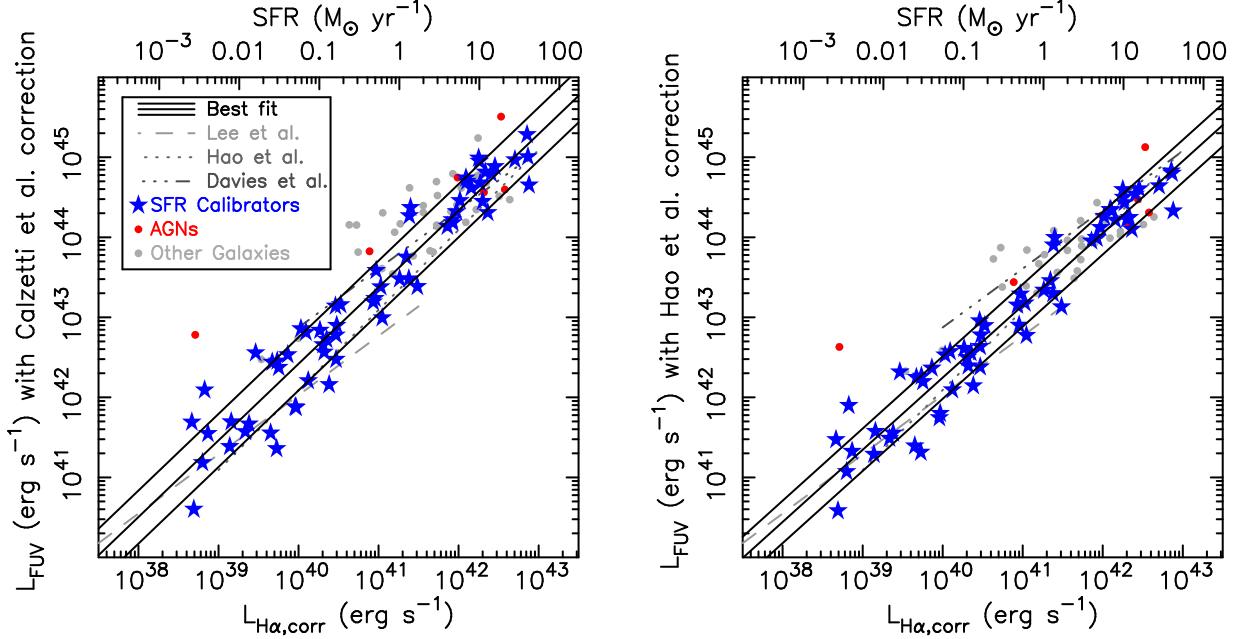 SFR (M⊙ yr⁻¹)
10⁻³ 0.01 0.1 1 10 100
L_FUV (erg s⁻¹) with Calzetti et al. correction
10⁴⁵
10⁴⁴
10⁴³
10⁴²
10⁴¹
Best fit
Lee et al.
Hao et al.
Davies et al.
SFR Calibrators
AGNs
Other Galaxies
10³⁸ 10³⁹ 10⁴⁰ 10⁴¹ 10⁴² 10⁴³
L_Hα,corr (erg s⁻¹)
SFR (M⊙ yr⁻¹)
10⁻³ 0.01 0.1 1 10 100
L_FUV (erg s⁻¹) with Hao et al. correction
10⁴⁵
10⁴⁴
10⁴³
10⁴²
10⁴¹
10³⁸ 10³⁹ 10⁴⁰ 10⁴¹ 10⁴² 10⁴³
L_Hα,corr (erg s⁻¹)